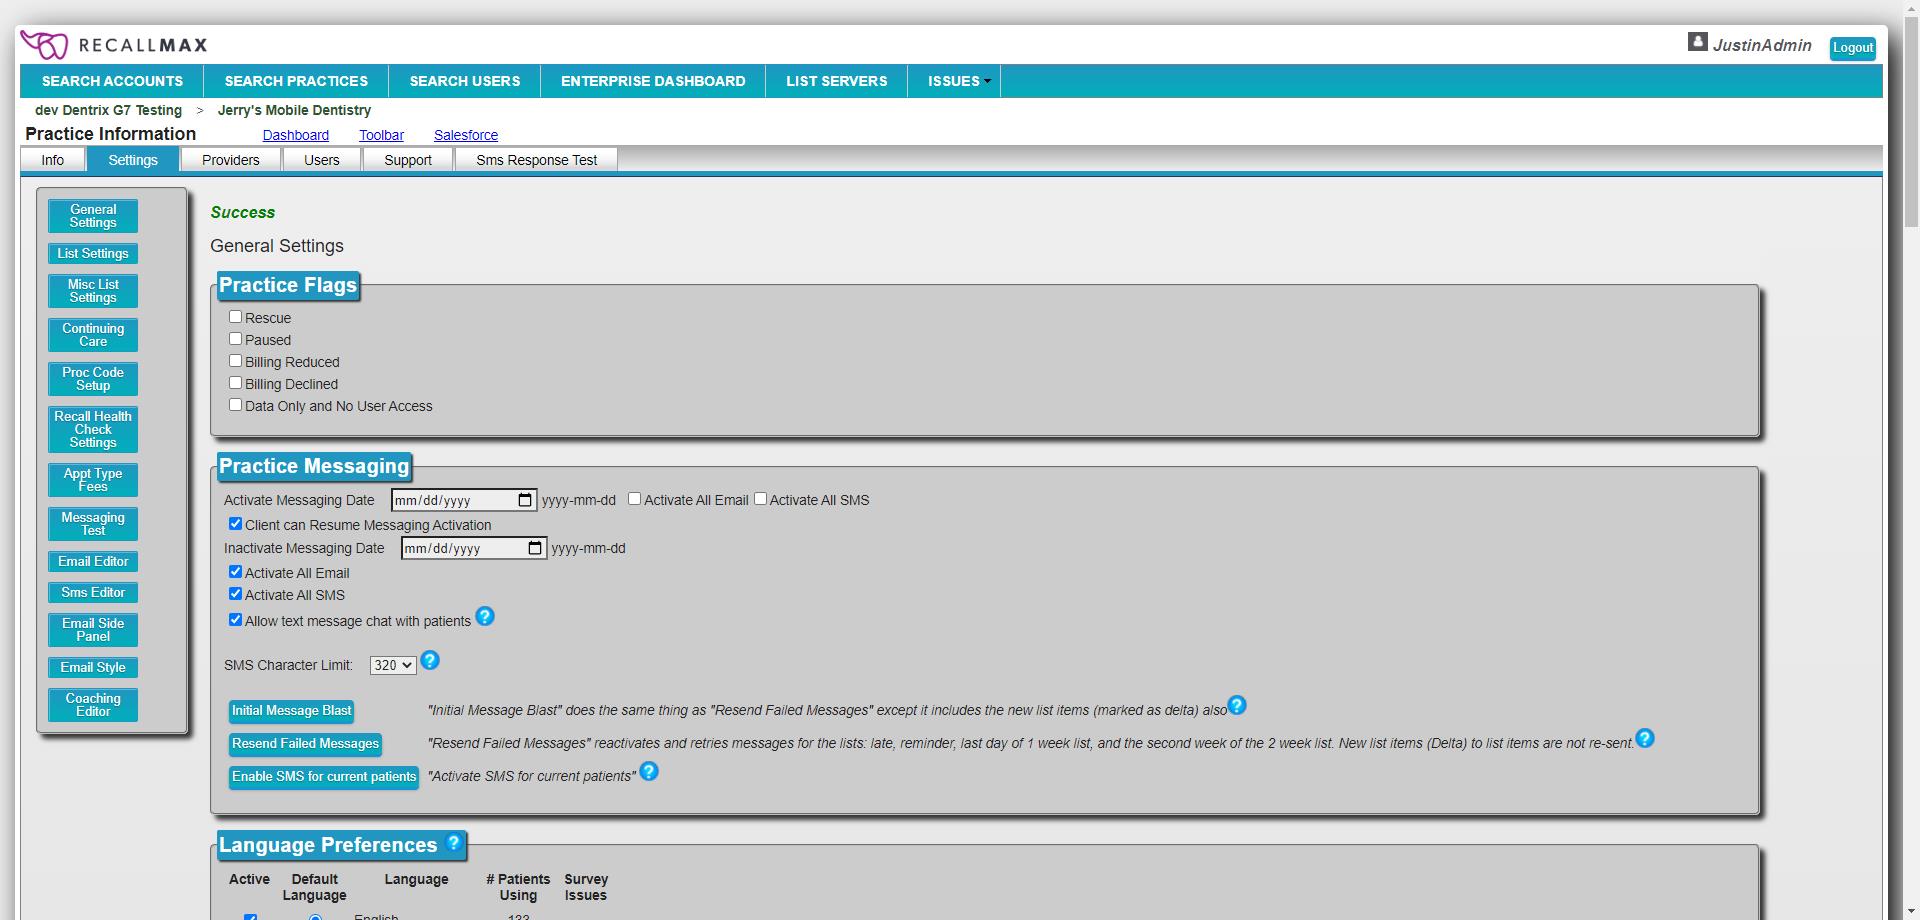 RECALLMAX
JustinAdmin Logout
SEARCH ACCOUNTS SEARCH PRACTICES SEARCH USERS ENTERPRISE DASHBOARD LIST SERVERS ISSUES
dev Dentrix G7 Testing > Jerry's Mobile Dentistry
Practice Information Dashboard Toolbar Salesforce
Info Settings Providers Users Support Sms Response Test
General
Settings
List Settings
Misc List
Settings
Continuing
Care
Proc Code
Setup
Recall Health
Check
Settings
Appt Type
Fees
Messaging
Test
Email Editor
Sms Editor
Email Side
Panel
Email Style
Coaching
Editor
Success
General Settings
Practice Flags
Rescue
Paused
Billing Reduced
Billing Declined
Data Only and No User Access
Practice Messaging
Activate Messaging Date mm/dd/yyyy yyyy-mm-dd Activate All Email Activate All SMS
Client can Resume Messaging Activation
Inactivate Messaging Date mm/dd/yyyy yyyy-mm-dd
Activate All Email
Activate All SMS
Allow text message chat with patients ?
SMS Character Limit: 320 ?
Initial Message Blast "Initial Message Blast" does the same thing as "Resend Failed Messages" except it includes the new list items (marked as delta) also ?
Resend Failed Messages "Resend Failed Messages" reactivates and retries messages for the lists: late, reminder, last day of 1 week list, and the second week of the 2 week list. New list items (Delta) to list items are not re-sent. ?
Enable SMS for current patients "Activate SMS for current patients" ?
Language Preferences ?
Active Default Language # Patients Survey
Language Using Issues
English 133